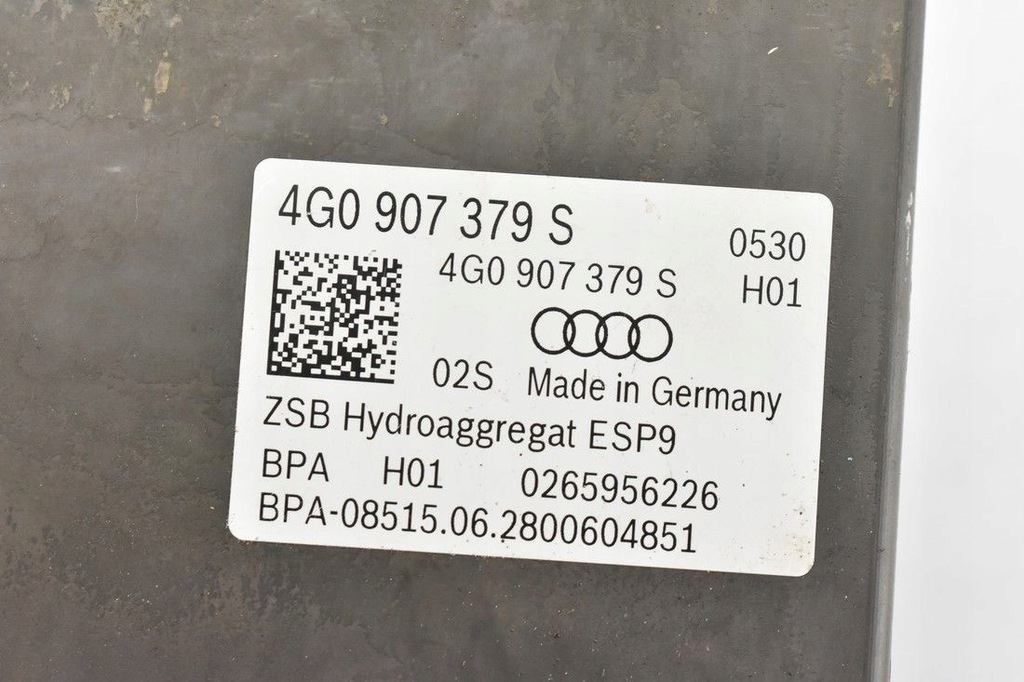 4G0 907 379 S
0530
4G0 907 379 S
H01
02S Made in Germany
ZSB Hydroaggregat ESP9
BPA H01 0265956226
BPA-08515.06.2800604851